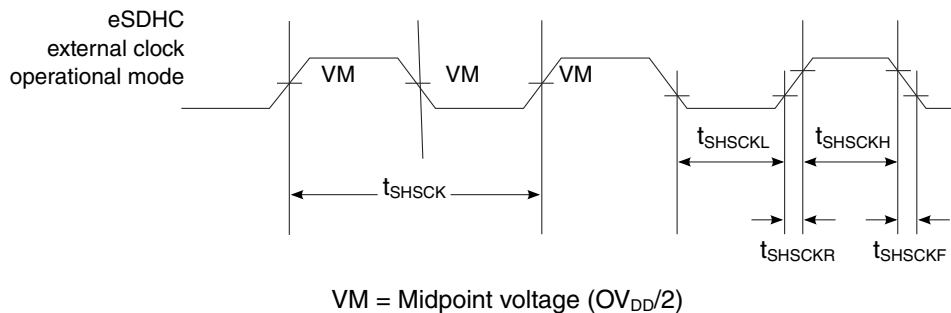 eSDHC
external clock
operational mode
VM VM VM
tSHSCKL tSHSCKH
tSHSCK
tSHSCKR tSHSCKF
VM = Midpoint voltage (OVDD/2)